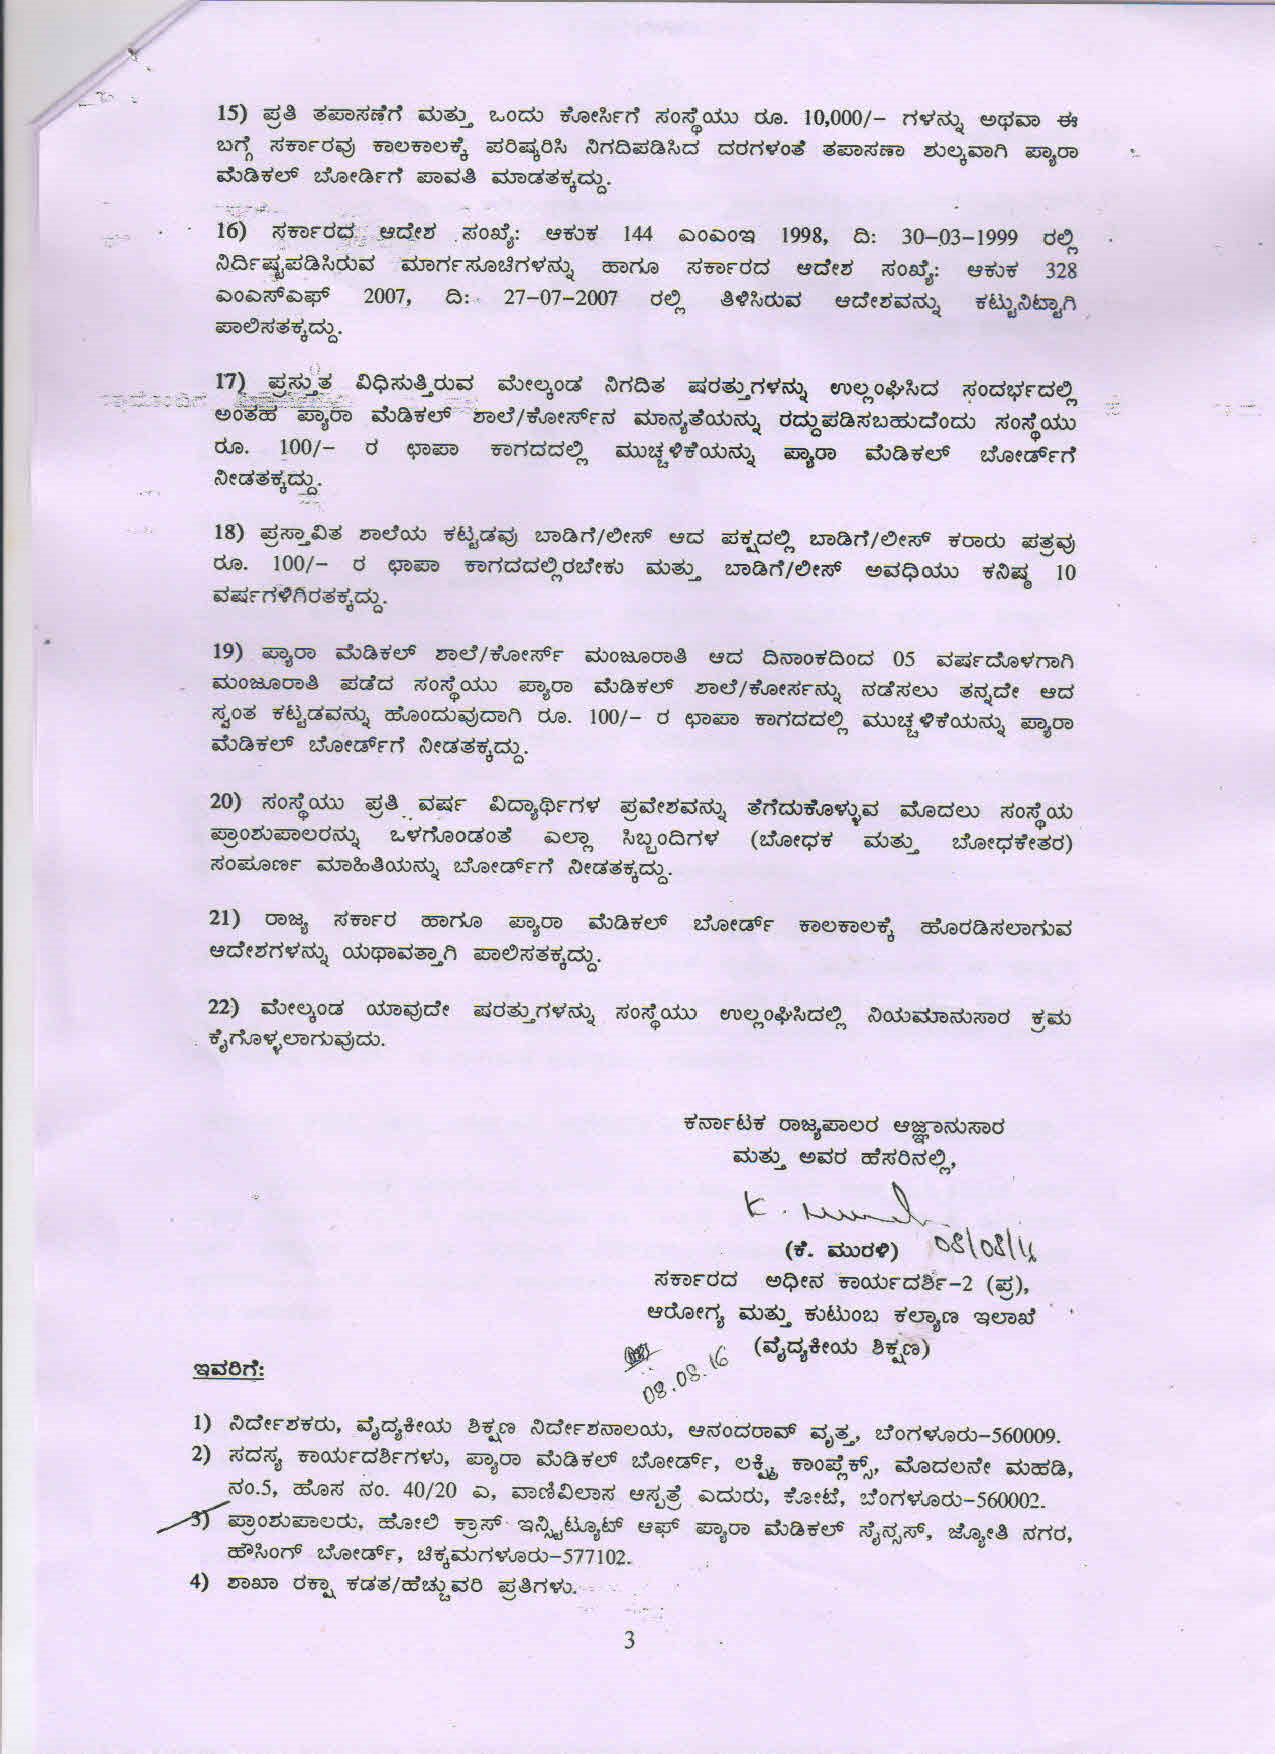 15) ಪ್ರತಿ ತಪಾಸಣೆಗೆ ಮತ್ತು ಒಂದು ಕೋರ್ಸಿಗೆ ಸಂಸ್ಥೆಯು ರೂ. 10,000/- ಗಳನ್ನು ಅಥವಾ ಈ
ಬಗ್ಗೆ ಸರ್ಕಾರವು ಕಾಲಕಾಲಕ್ಕೆ ಪರಿಷ್ಕರಿಸಿ ನಿಗದಿಪಡಿಸಿದ ದರಗಳಂತೆ ತಪಾಸಣಾ ಶುಲ್ಕವಾಗಿ ಪ್ಯಾರಾ
ಮೆಡಿಕಲ್ ಬೋರ್ಡಿಗೆ ಪಾವತಿ ಮಾಡತಕ್ಕದ್ದು.
16) ಸರ್ಕಾರದ ಆದೇಶ ಸಂಖ್ಯೆ: ಆಕುಕ 144 ಎಂಎಂಇ 1998, ದಿ: 30-03-1999 ರಲ್ಲಿ
ನಿರ್ದಿಷ್ಟಪಡಿಸಿರುವ ಮಾರ್ಗಸೂಚಿಗಳನ್ನು ಹಾಗೂ ಸರ್ಕಾರದ ಆದೇಶ ಸಂಖ್ಯೆ: ಆಕುಕ 328
ಎಂಎಸ್ಎಫ್ 2007, ದಿ: 27-07-2007 ರಲ್ಲಿ ತಿಳಿಸಿರುವ ಆದೇಶವನ್ನು ಕಟ್ಟುನಿಟ್ಟಾಗಿ
ಪಾಲಿಸತಕ್ಕದ್ದು.
17) ಪ್ರಸ್ತುತ ವಿಧಿಸುತ್ತಿರುವ ಮೇಲ್ಕಂಡ ನಿಗದಿತ ಷರತ್ತುಗಳನ್ನು ಉಲ್ಲಂಘಿಸಿದ ಸಂದರ್ಭದಲ್ಲಿ
ಅಂತಹ ಪ್ಯಾರಾ ಮೆಡಿಕಲ್ ಶಾಲೆ/ಕೋರ್ಸ್‌ನ ಮಾನ್ಯತೆಯನ್ನು ರದ್ದುಪಡಿಸಬಹುದೆಂದು ಸಂಸ್ಥೆಯು
ರೂ. 100/- ರ ಛಾಪಾ ಕಾಗದದಲ್ಲಿ ಮುಚ್ಚಳಿಕೆಯನ್ನು ಪ್ಯಾರಾ ಮೆಡಿಕಲ್ ಬೋರ್ಡ್‌ಗೆ
ನೀಡತಕ್ಕದ್ದು.
18) ಪ್ರಸ್ತಾವಿತ ಶಾಲೆಯ ಕಟ್ಟಡವು ಬಾಡಿಗೆ/ಲೀಸ್ ಆದ ಪಕ್ಷದಲ್ಲಿ ಬಾಡಿಗೆ/ಲೀಸ್ ಕರಾರು ಪತ್ರವು
ರೂ. 100/- ರ ಛಾಪಾ ಕಾಗದದಲ್ಲಿರಬೇಕು ಮತ್ತು ಬಾಡಿಗೆ/ಲೀಸ್ ಅವಧಿಯು ಕನಿಷ್ಠ 10
ವರ್ಷಗಳಿಗಿರತಕ್ಕದ್ದು.
19) ಪ್ಯಾರಾ ಮೆಡಿಕಲ್ ಶಾಲೆ/ಕೋರ್ಸ್ ಮಂಜೂರಾತಿ ಆದ ದಿನಾಂಕದಿಂದ 05 ವರ್ಷದೊಳಗಾಗಿ
ಮಂಜೂರಾತಿ ಪಡೆದ ಸಂಸ್ಥೆಯು ಪ್ಯಾರಾ ಮೆಡಿಕಲ್ ಶಾಲೆ/ಕೋರ್ಸನ್ನು ನಡೆಸಲು ತನ್ನದೇ ಆದ
ಸ್ವಂತ ಕಟ್ಟಡವನ್ನು ಹೊಂದುವುದಾಗಿ ರೂ. 100/- ರ ಛಾಪಾ ಕಾಗದದಲ್ಲಿ ಮುಚ್ಚಳಿಕೆಯನ್ನು ಪ್ಯಾರಾ
ಮೆಡಿಕಲ್ ಬೋರ್ಡ್‌ಗೆ ನೀಡತಕ್ಕದ್ದು.
20) ಸಂಸ್ಥೆಯು ಪ್ರತಿ ವರ್ಷ ವಿದ್ಯಾರ್ಥಿಗಳ ಪ್ರವೇಶವನ್ನು ತೆಗೆದುಕೊಳ್ಳುವ ಮೊದಲು ಸಂಸ್ಥೆಯ
ಪ್ರಾಂಶುಪಾಲರನ್ನು ಒಳಗೊಂಡಂತೆ ಎಲ್ಲಾ ಸಿಬ್ಬಂದಿಗಳ (ಬೋಧಕ ಮತ್ತು ಬೋಧಕೇತರ)
ಸಂಪೂರ್ಣ ಮಾಹಿತಿಯನ್ನು ಬೋರ್ಡ್‌ಗೆ ನೀಡತಕ್ಕದ್ದು.
21) ರಾಜ್ಯ ಸರ್ಕಾರ ಹಾಗೂ ಪ್ಯಾರಾ ಮೆಡಿಕಲ್ ಬೋರ್ಡ್ ಕಾಲಕಾಲಕ್ಕೆ ಹೊರಡಿಸಲಾಗುವ
ಆದೇಶಗಳನ್ನು ಯಥಾವತ್ತಾಗಿ ಪಾಲಿಸತಕ್ಕದ್ದು.
22) ಮೇಲ್ಕಂಡ ಯಾವುದೇ ಷರತ್ತುಗಳನ್ನು ಸಂಸ್ಥೆಯು ಉಲ್ಲಂಘಿಸಿದಲ್ಲಿ ನಿಯಮಾನುಸಾರ ಕ್ರಮ
ಕೈಗೊಳ್ಳಲಾಗುವುದು.
ಕರ್ನಾಟಕ ರಾಜ್ಯಪಾಲರ ಆಜ್ಞಾನುಸಾರ
ಮತ್ತು ಅವರ ಹೆಸರಿನಲ್ಲಿ,
(ಕೆ. ಮುರಳಿ) 08/08/16
ಸರ್ಕಾರದ ಅಧೀನ ಕಾರ್ಯದರ್ಶಿ-2 (ಪ್ರ),
ಆರೋಗ್ಯ ಮತ್ತು ಕುಟುಂಬ ಕಲ್ಯಾಣ ಇಲಾಖೆ
(ವೈದ್ಯಕೀಯ ಶಿಕ್ಷಣ)
08.08.16
ಇವರಿಗೆ:
1) ನಿರ್ದೇಶಕರು, ವೈದ್ಯಕೀಯ ಶಿಕ್ಷಣ ನಿರ್ದೇಶನಾಲಯ, ಆನಂದರಾವ್ ವೃತ್ತ, ಬೆಂಗಳೂರು-560009.
2) ಸದಸ್ಯ ಕಾರ್ಯದರ್ಶಿಗಳು, ಪ್ಯಾರಾ ಮೆಡಿಕಲ್ ಬೋರ್ಡ್, ಲಕ್ಷ್ಮಿ ಕಾಂಪ್ಲೆಕ್ಸ್, ಮೊದಲನೇ ಮಹಡಿ,
ನಂ.5, ಹೊಸ ನಂ. 40/20 ಎ, ವಾಣಿವಿಲಾಸ ಆಸ್ಪತ್ರೆ ಎದುರು, ಕೋಟೆ, ಬೆಂಗಳೂರು-560002.
3) ಪ್ರಾಂಶುಪಾಲರು, ಹೋಲಿ ಕ್ರಾಸ್ ಇನ್ಸ್ಟಿಟ್ಯೂಟ್ ಆಫ್ ಪ್ಯಾರಾ ಮೆಡಿಕಲ್ ಸೈನ್ಸಸ್, ಜ್ಯೋತಿ ನಗರ,
ಹೌಸಿಂಗ್ ಬೋರ್ಡ್, ಚಿಕ್ಕಮಗಳೂರು-577102.
4) ಶಾಖಾ ರಕ್ಷಾ ಕಡತ/ಹೆಚ್ಚುವರಿ ಪ್ರತಿಗಳು.
3